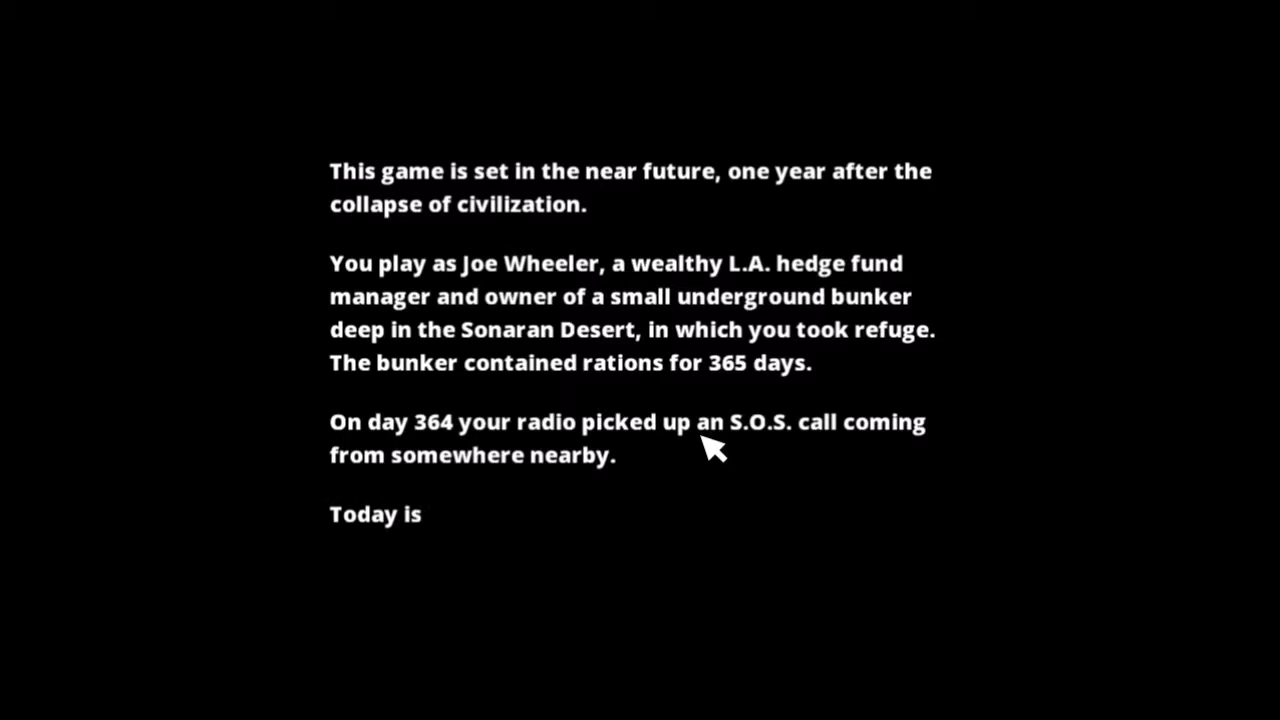 This game is set in the near future, one year after the
collapse of civilization.
You play as Joe Wheeler, a wealthy L.A. hedge fund
manager and owner of a small underground bunker
deep in the Sonaran Desert, in which you took refuge.
The bunker contained rations for 365 days.
On day 364 your radio picked up an S.O.S. call coming
from somewhere nearby.
Today is